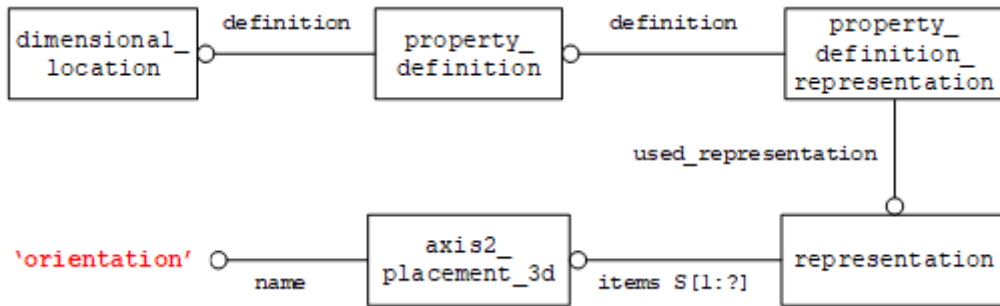 definition
definition
dimensional_
location
property_
definition
property_
definition_
representation
used_representation
'orientation'
name
axis2_
placement_3d
items S[1:?]
representation